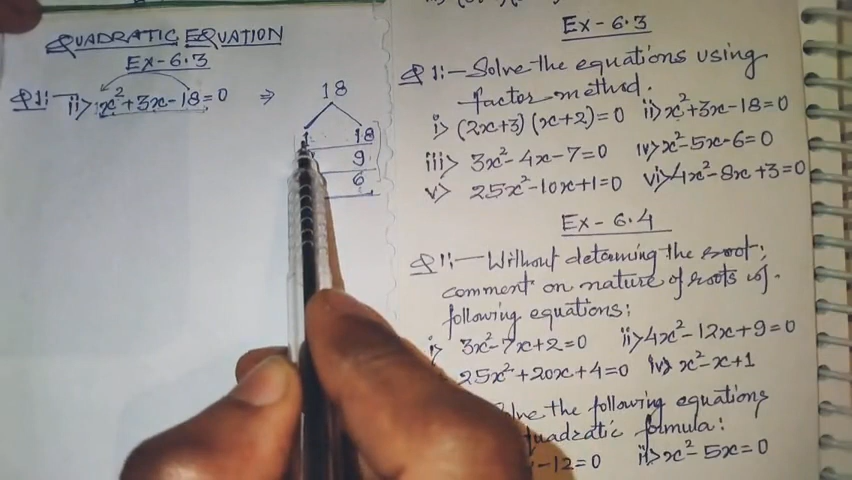 QUADRATIC EQUATION
EX-6.3
Q1:- ii> x²+3x-18=0 ⇒ 18
1 18
9
6
Ex-6.3
Q1:- Solve the equations using
factor method.
i> (2x+3)(x+2)=0 ii> x²+3x-18=0
iii> 3x²-4x-7=0 iv> x²-5x-6=0
v> 25x²-10x+1=0 vi> 4x²-8x+3=0
Ex-6.4
Q1:- Without detarming the root;
comment on nature of roots of
following equations:
i> 3x²-7x+2=0 ii> 4x²-12x+9=0
25x²+20x+4=0 iv> x²-x+1
the following equations
quadratic formula:
-12=0 ii> x²-5x=0